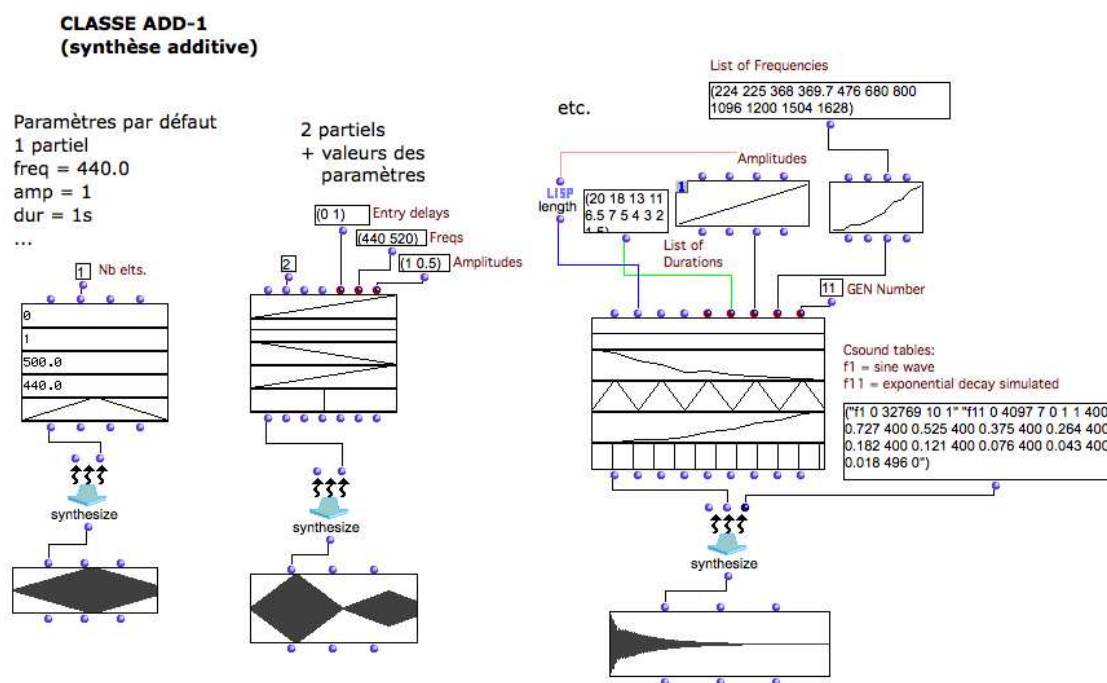 CLASSE ADD-1
(synthèse additive)
Paramètres par défaut
1 partiel
freq = 440.0
amp = 1
dur = 1s
...
1
Nb elts.
0
1
500.0
440.0
synthesize
2 partiels
+ valeurs des
paramètres
(0 1)
Entry delays
(440 520)
Freqs
(1 0.5)
Amplitudes
2
synthesize
etc.
List of Frequencies
(224 225 368 369.7 476 680 800
1096 1200 1504 1628)
Amplitudes
LISP
length
(20 18 13 11
6.5 7 5 4 3 2
1.5)
1
List of
Durations
11
GEN Number
Csound tables:
f1 = sine wave
f11 = exponential decay simulated
("f1 0 32769 10 1" "f11 0 4097 7 0 1 1 400
0.727 400 0.525 400 0.375 400 0.264 400
0.182 400 0.121 400 0.076 400 0.043 400
0.018 496 0")
synthesize